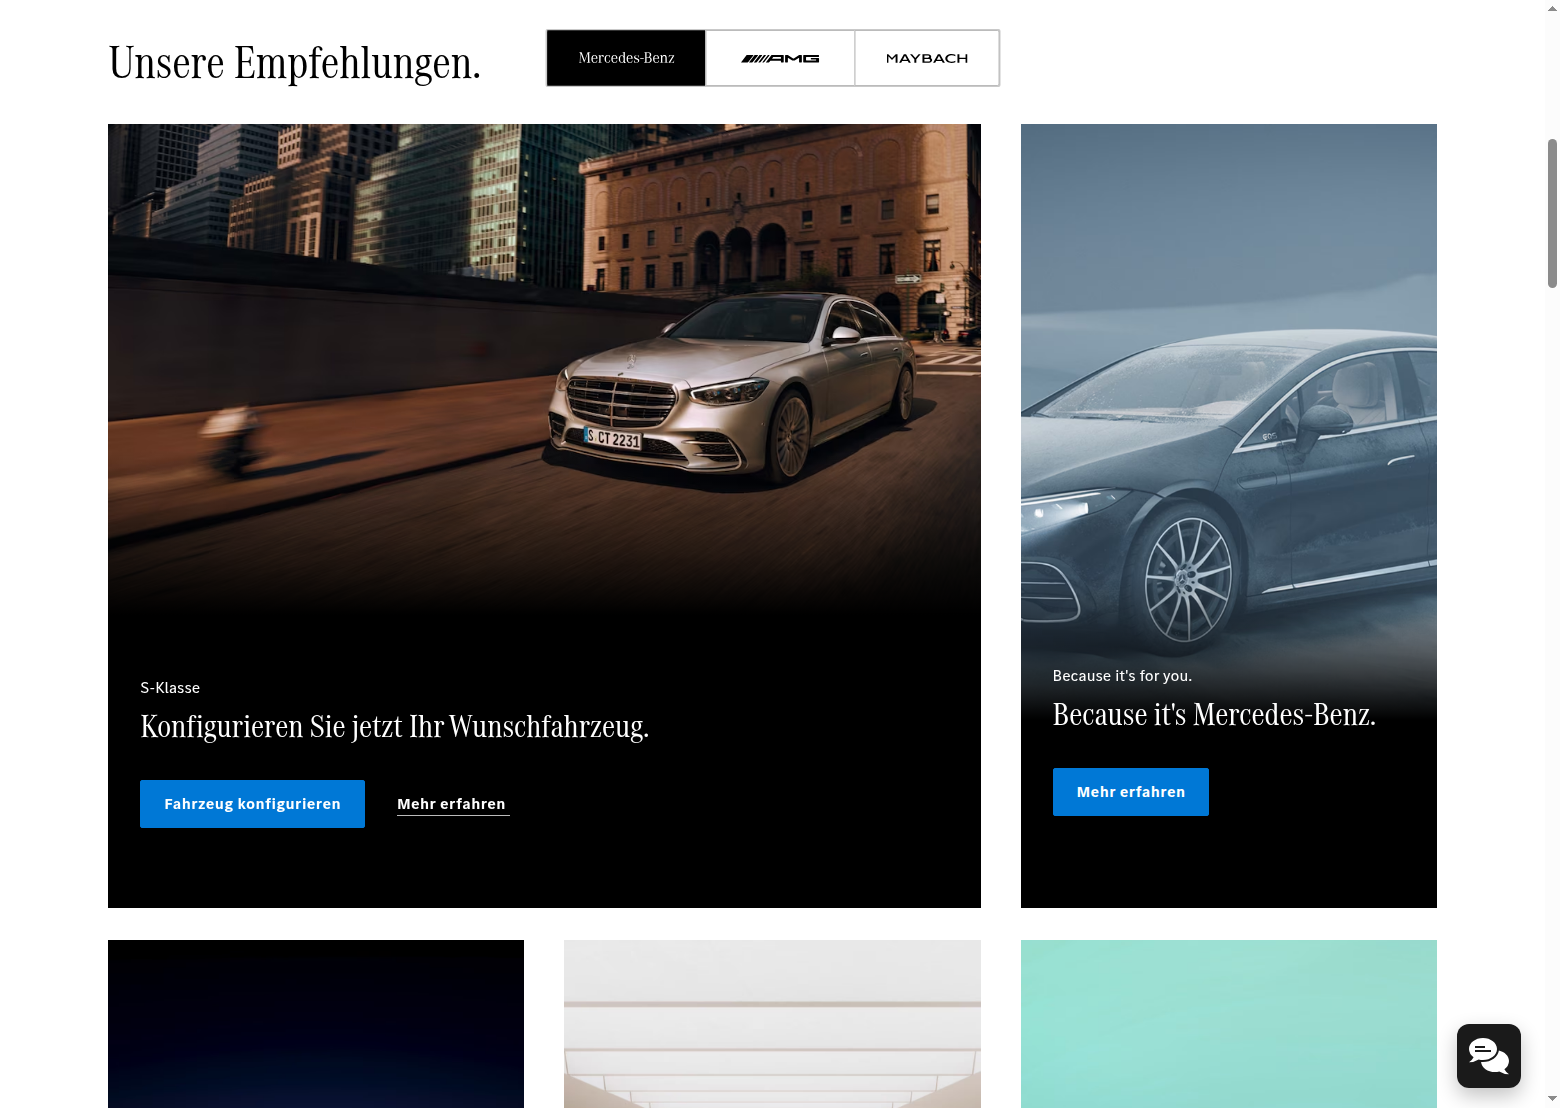 Unsere Empfehlungen.
Mercedes-Benz
AMG
MAYBACH
S CT 2231
S-Klasse
Konfigurieren Sie jetzt Ihr Wunschfahrzeug.
Fahrzeug konfigurieren
Mehr erfahren
EQS
Because it's for you.
Because it's Mercedes-Benz.
Mehr erfahren